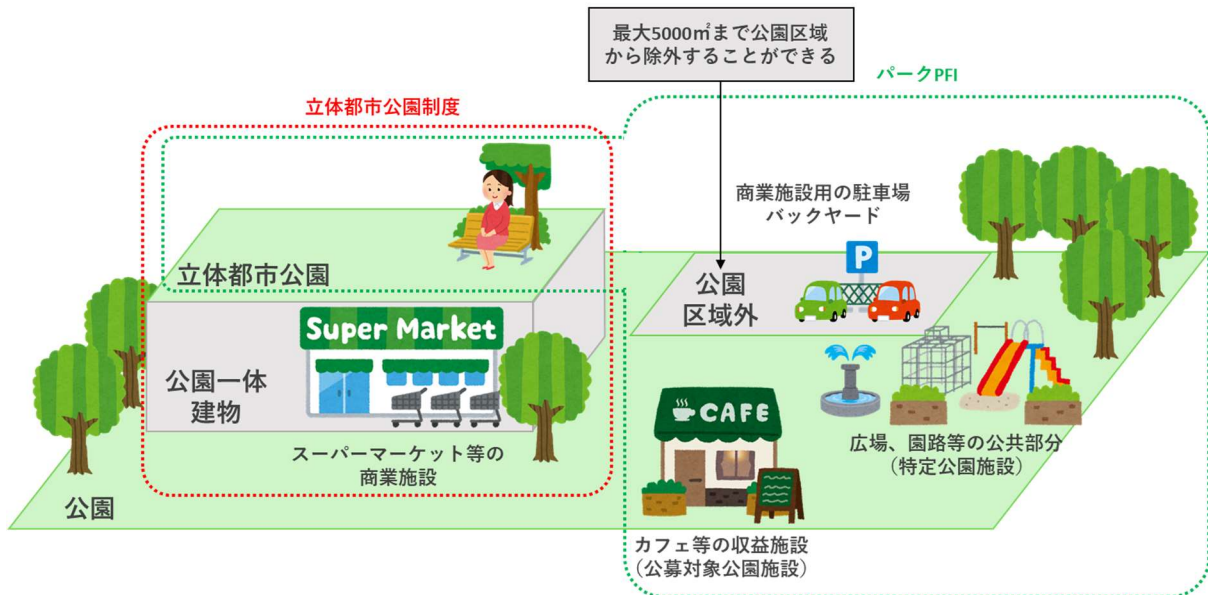 最大5000㎡まで公園区域
から除外することができる
パークPFI
立体都市公園制度
商業施設用の駐車場
バックヤード
P
立体都市公園
公園
区域外
Super Market
公園一体
建物
CAFE
スーパーマーケット等の
商業施設
広場、園路等の公共部分
（特定公園施設）
公園
カフェ等の収益施設
（公募対象公園施設）